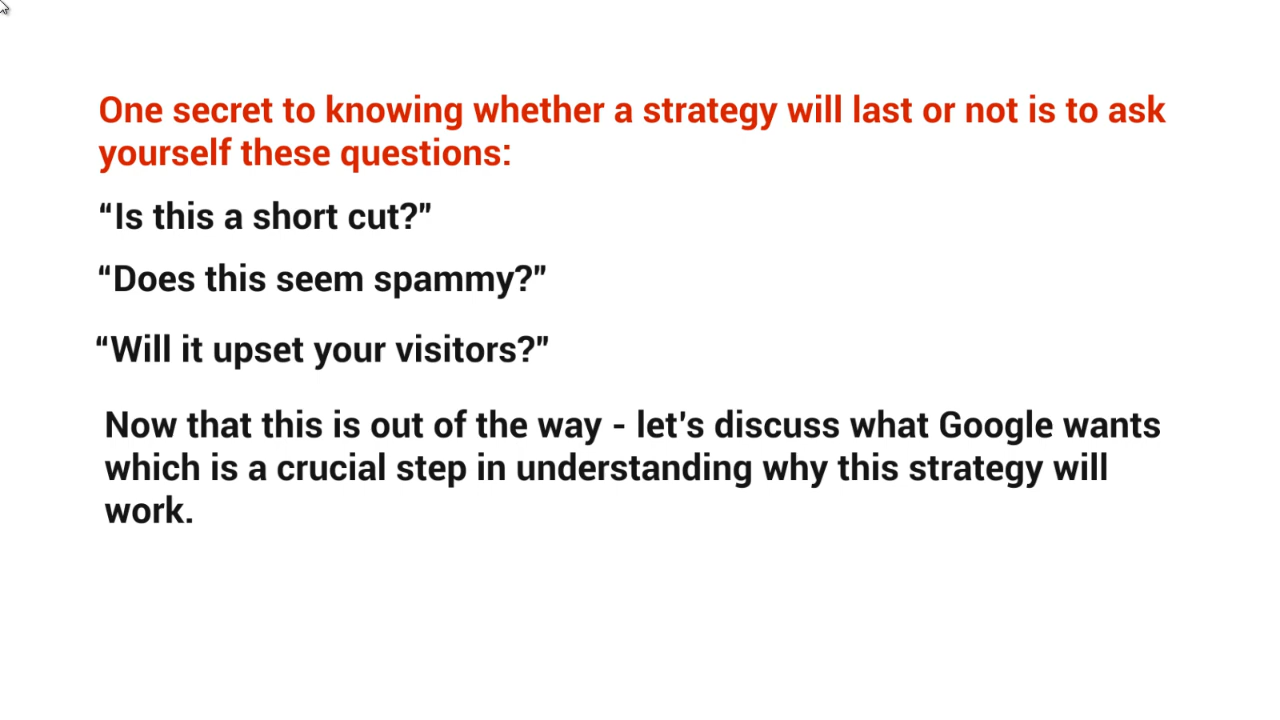 One secret to knowing whether a strategy will last or not is to ask
yourself these questions:
“Is this a short cut?”
“Does this seem spammy?”
“Will it upset your visitors?”
Now that this is out of the way - let's discuss what Google wants
which is a crucial step in understanding why this strategy will
work.